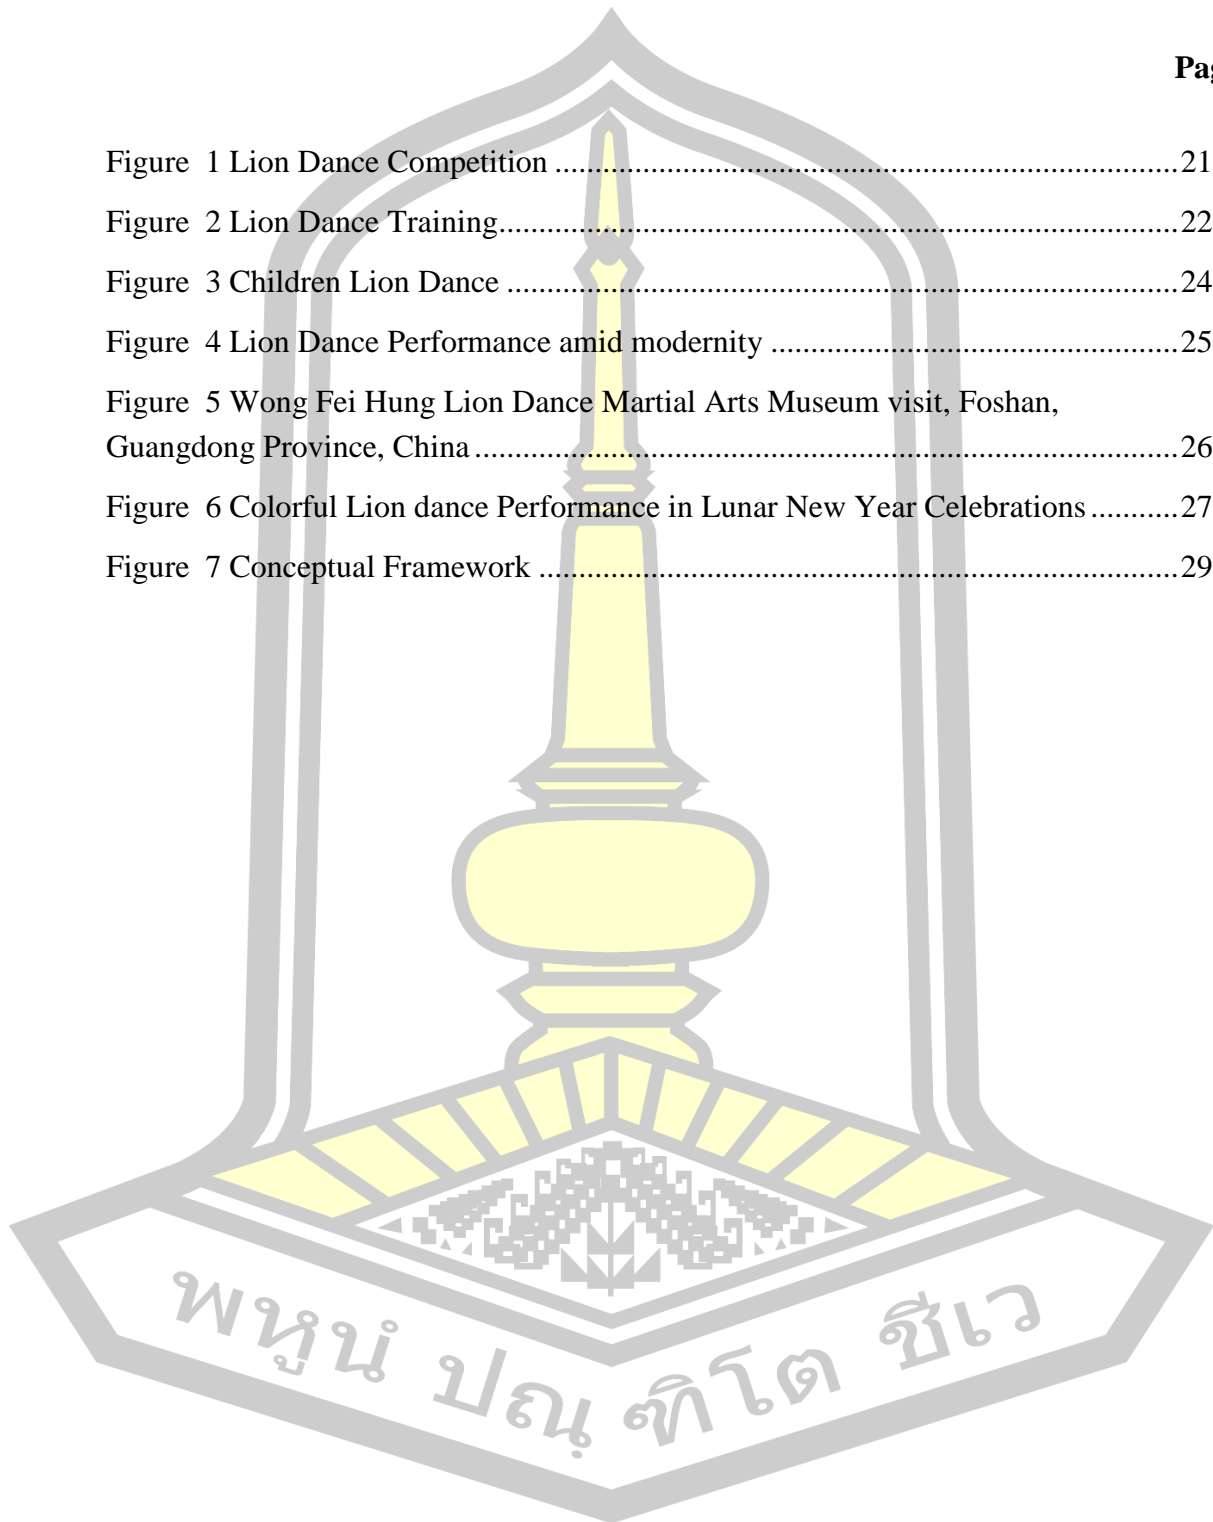 Pag
Figure 1 Lion Dance Competition ........................................................................21
Figure 2 Lion Dance Training...............................................................................22
Figure 3 Children Lion Dance ..............................................................................24
Figure 4 Lion Dance Performance amid modernity ..............................................25
Figure 5 Wong Fei Hung Lion Dance Martial Arts Museum visit, Foshan,
Guangdong Province, China..................................................................................26
Figure 6 Colorful Lion dance Performance in Lunar New Year Celebrations ...........27
Figure 7 Conceptual Framework ..........................................................................29
พหูนํ ปณฺ ฑิโต ชีเว